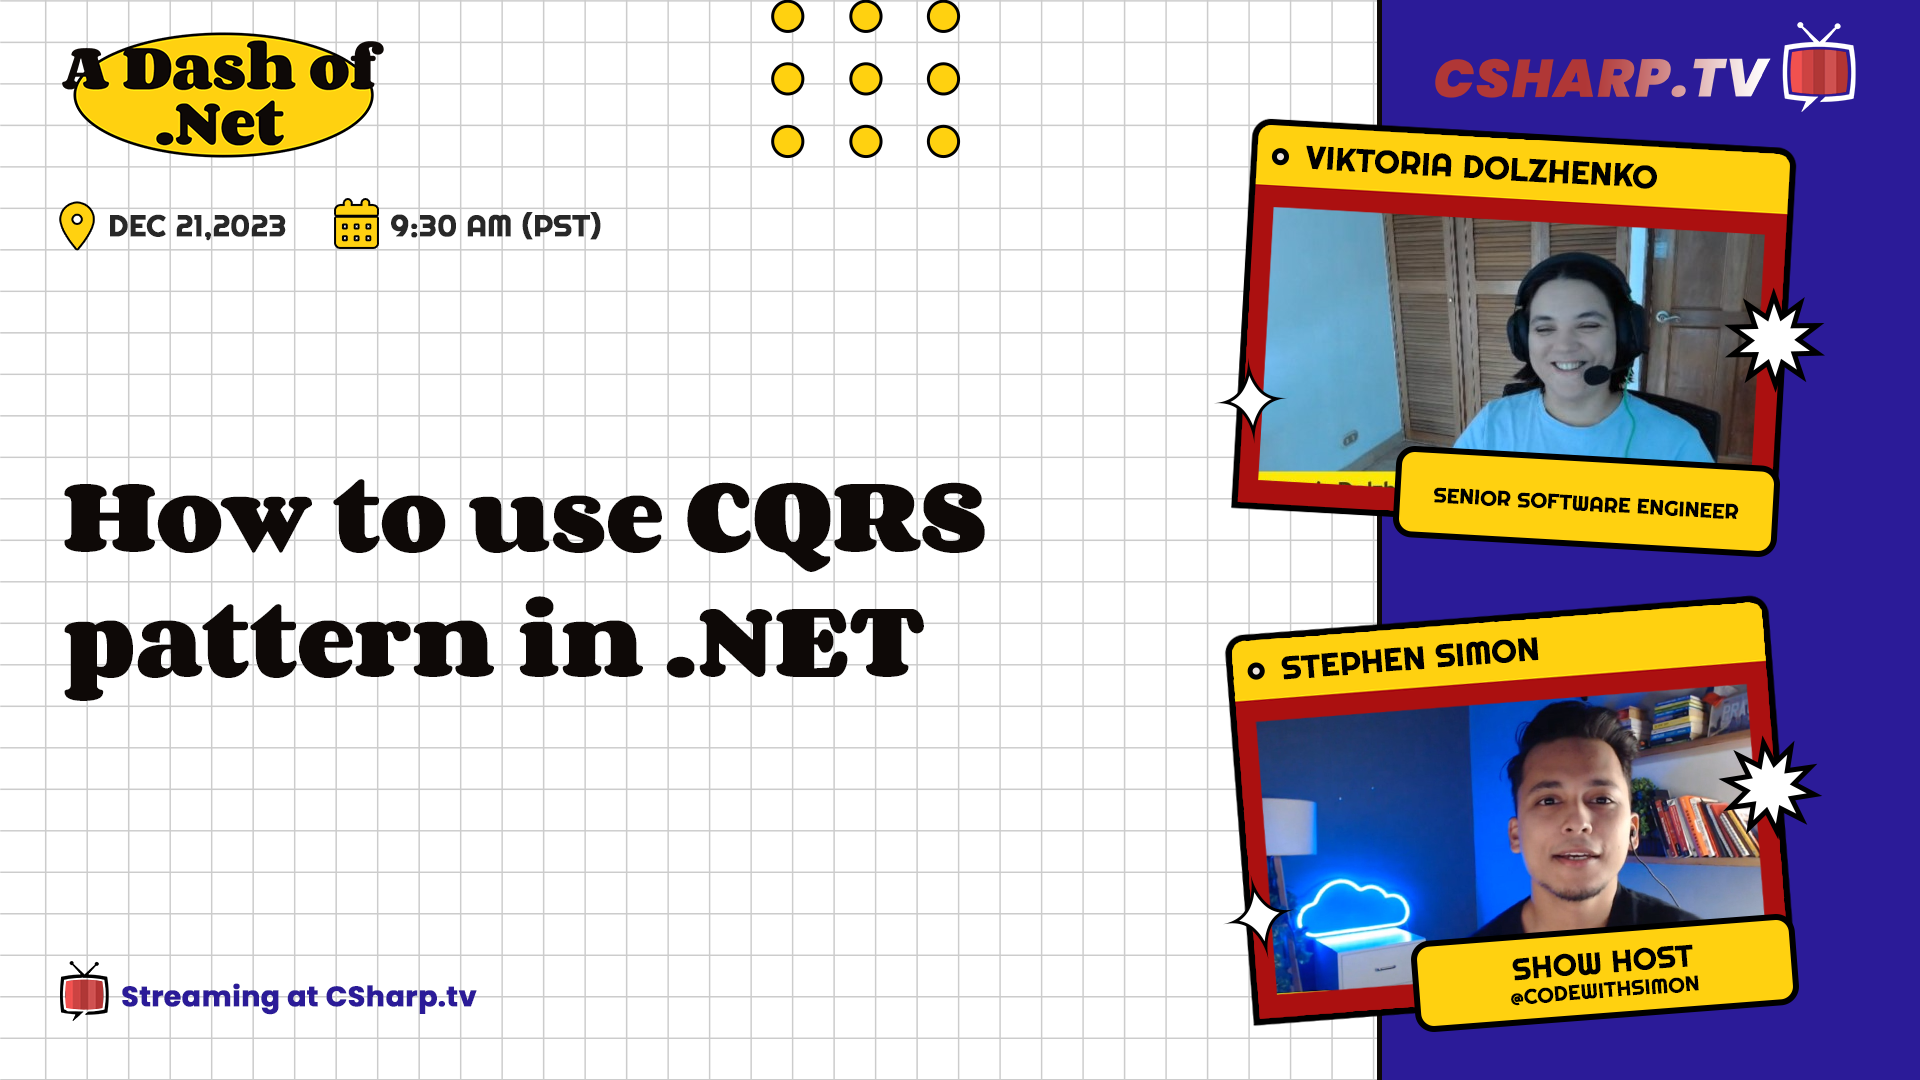 A Dash of
.Net
DEC 21,2023
9:30 AM (PST)
How to use CQRS
pattern in .NET
Streaming at CSharp.tv
CSHARP.TV
VIKTORIA DOLZHENKO
SENIOR SOFTWARE ENGINEER
STEPHEN SIMON
SHOW HOST
@CODEWITHSIMON